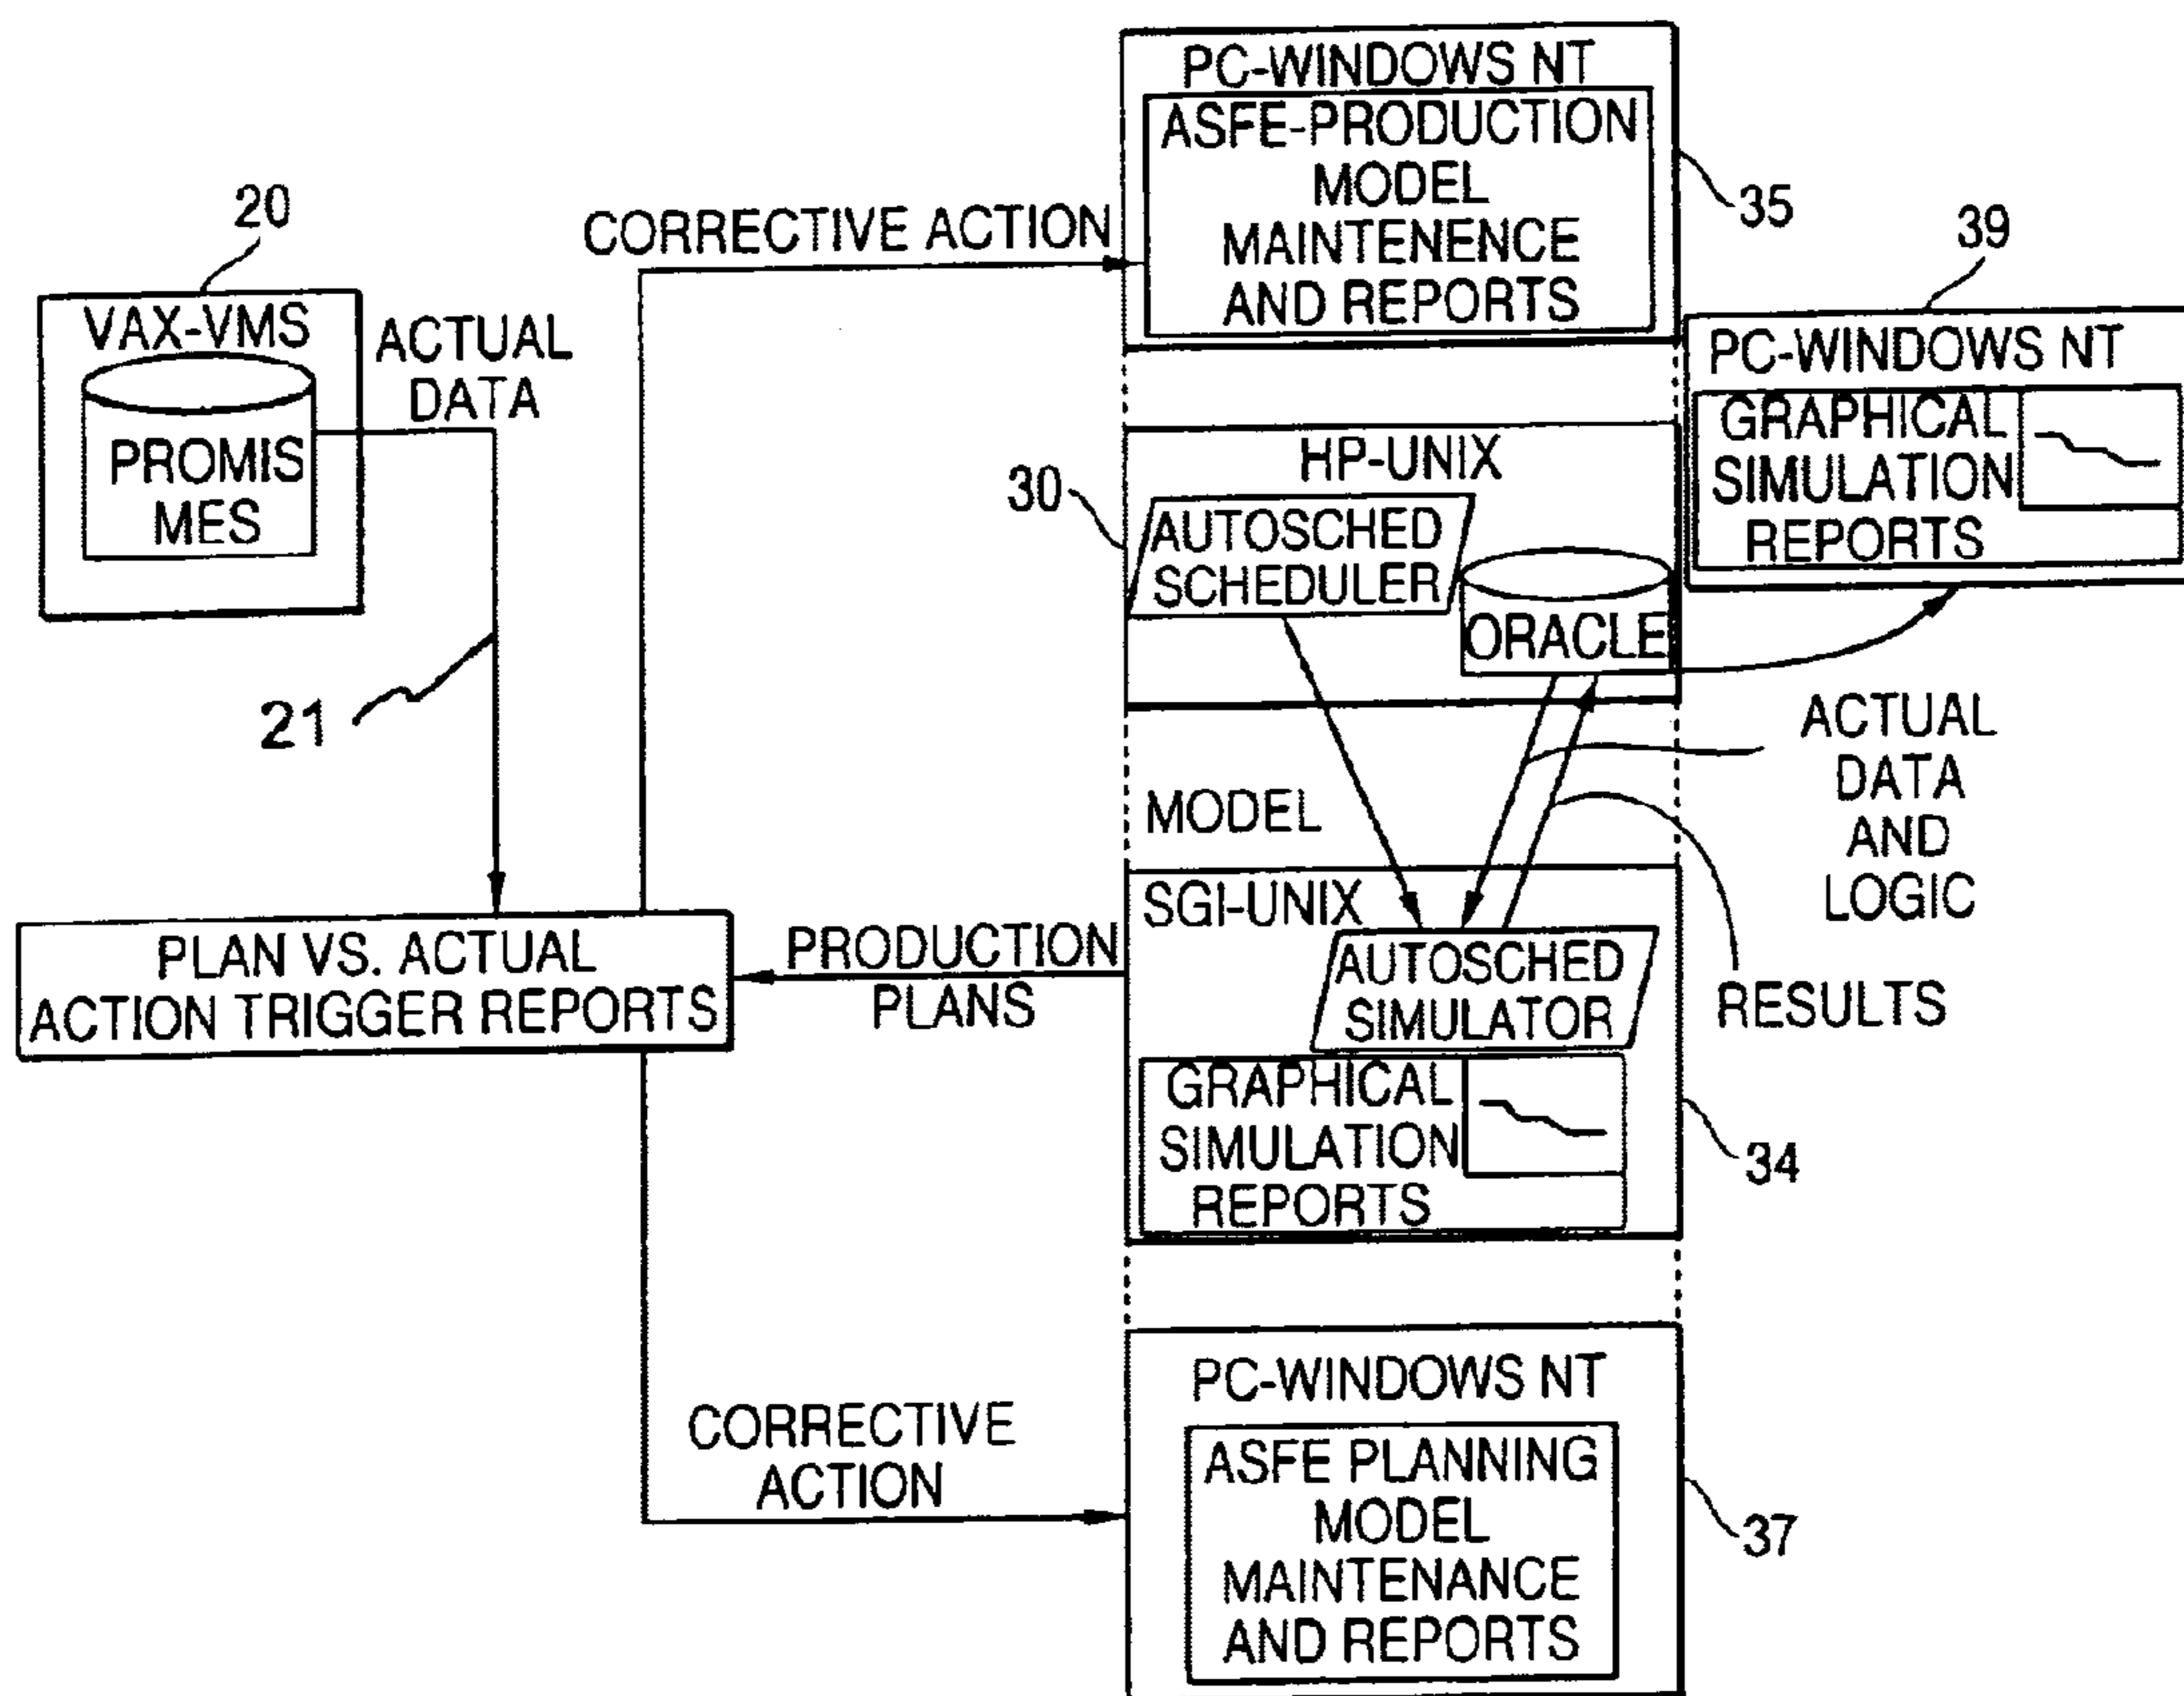 PC-WINDOWS NT
ASFE-PRODUCTION
MODEL
MAINTENENCE
AND REPORTS
35
20
CORRECTIVE ACTION
39
VAX-VMS
PROMIS
MES
ACTUAL
DATA
21
PC-WINDOWS NT
GRAPHICAL
SIMULATION
REPORTS
30
HP-UNIX
AUTOSCHED
SCHEDULER
ORACLE
ACTUAL
DATA
AND
LOGIC
MODEL
RESULTS
PLAN VS. ACTUAL
ACTION TRIGGER REPORTS
PRODUCTION
PLANS
SGI-UNIX
AUTOSCHED
SIMULATOR
GRAPHICAL
SIMULATION
REPORTS
34
CORRECTIVE
ACTION
PC-WINDOWS NT
ASFE PLANNING
MODEL
MAINTENANCE
AND REPORTS
37